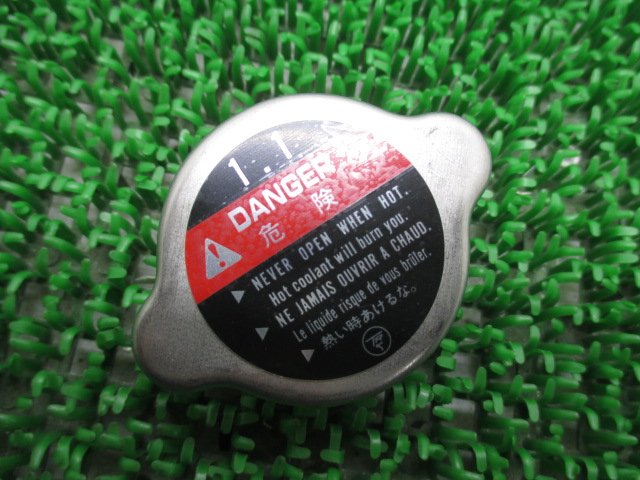 1.1
DANGER
危険
NEVER OPEN WHEN HOT.
Hot coolant will burn you.
NE JAMAIS OUVRIR À CHAUD.
Le liquide risque de vous brûler.
熱い時あけるな。